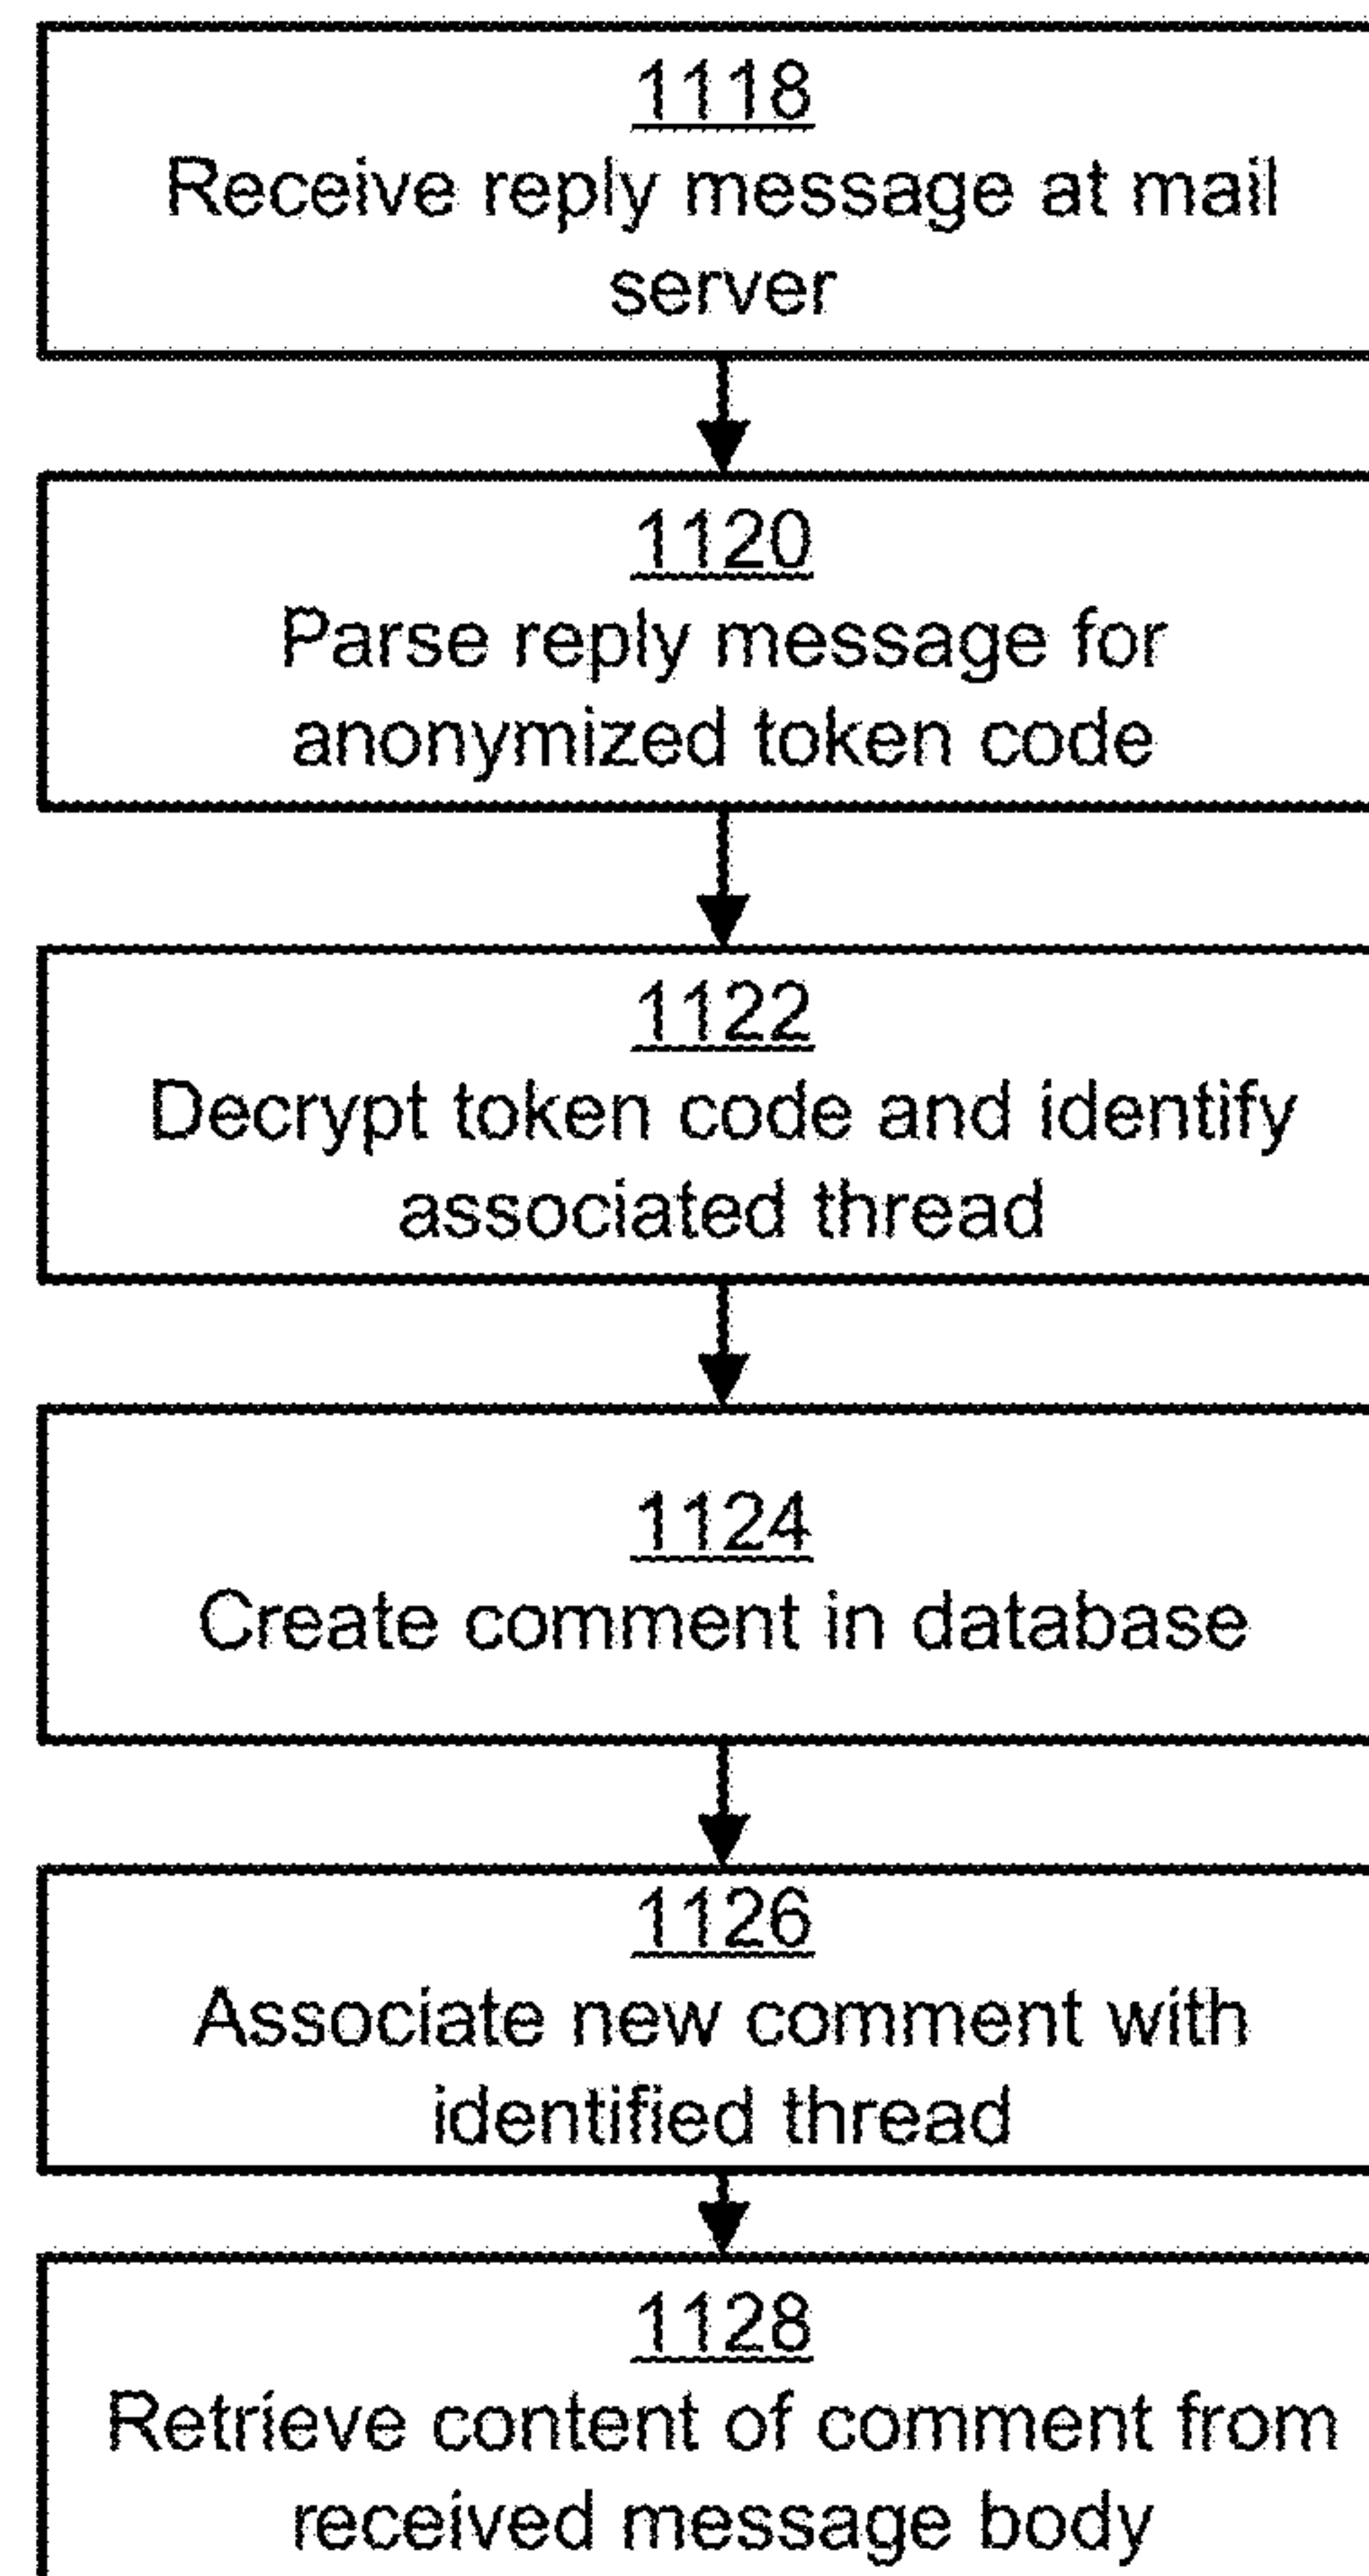 1118
Receive reply message at mail
server
1120
Parse reply message for
anonymized token code
1122
Decrypt token code and identify
associated thread
1124
Create comment in database
1126
Associate new comment with
identified thread
1128
Retrieve content of comment from
received message body